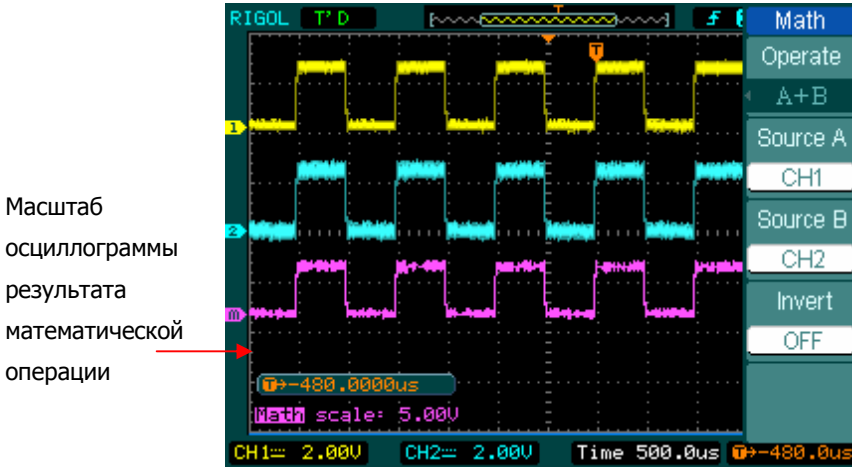 Масштаб
осциллограммы
результата
математической
операции
RIGOL T'D
T
T
1
2
m
T→-480.0000us
Math scale: 5.00V
CH1 2.00V CH2 2.00V Time 500.0us T→-480.0us
Math
Operate
A+B
Source A
CH1
Source B
CH2
Invert
OFF